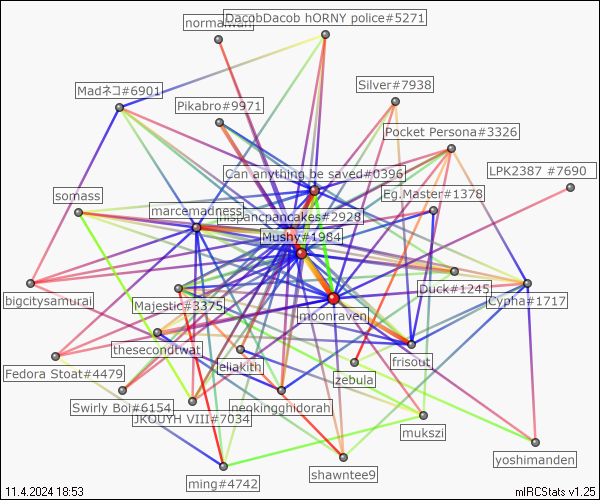 normalwan
DacobDacob hORNY police#5271
Silver#7938
Madネコ#6901
Pikabro#9971
Pocket Persona#3326
LPK2387 #7690
Can anything be saved#0396
Eg.Master#1378
somass
marcemadness
pancakes#2928
Mushy#1984
bigcitysamurai
Majestic#3375
moonraven
Duck#1245
Cypha#1717
thesecondtwat
frisout
Fedora Stoat#4479
eliakith
zebula
Swirly Boi#6154
JKOUYH VIII#7034
neokingghidorah
mukszi
yoshimanden
ming#4742
shawntee9
11.4.2024 18:53
mIRCStats v1.25